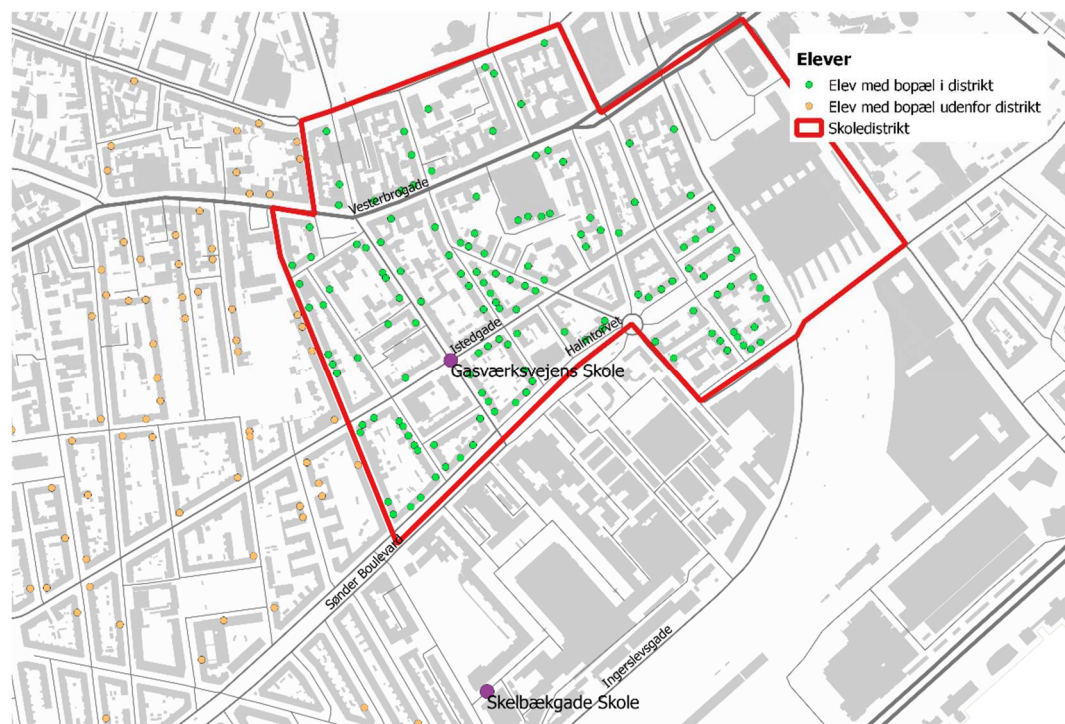 Elever
Elev med bopæl i distrikt
Elev med bopæl udenfor distrikt
Skoledistrikt
Vesterbrogade
Istedgade
Halmtorvet
Gasværksvejens Skole
Sønder Boulevard
Ingerslevsgade
Skelbækgade Skole